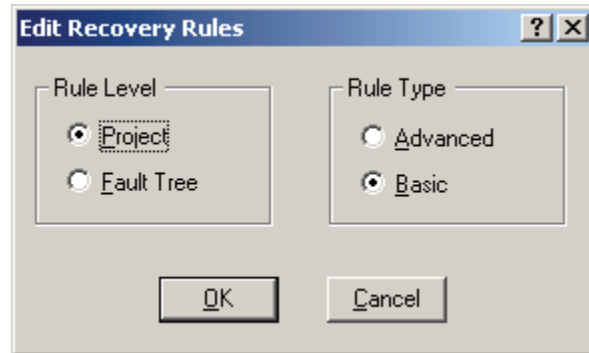 Edit Recovery Rules
Rule Level
Project
Fault Tree
Rule Type
Advanced
Basic
OK
Cancel